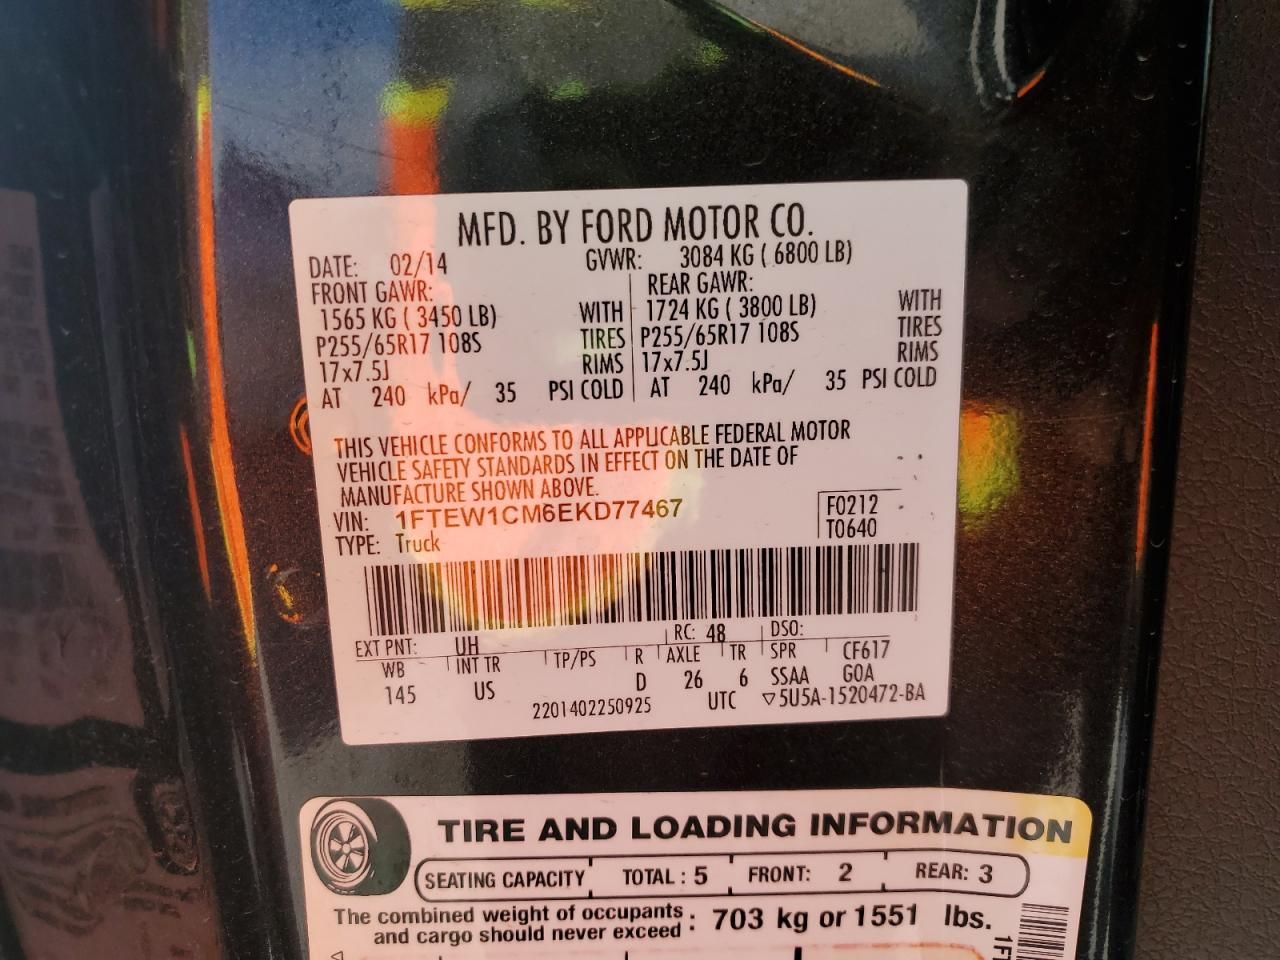 MFD. BY FORD MOTOR CO.
DATE: 02/14 GVWR: 3084 KG ( 6800 LB)
FRONT GAWR: REAR GAWR:
1565 KG ( 3450 LB) WITH 1724 KG ( 3800 LB) WITH
P255/65R17 108S TIRES P255/65R17 108S TIRES
17x7.5J RIMS 17x7.5J RIMS
AT 240 kPa/ 35 PSI COLD AT 240 kPa/ 35 PSI COLD
THIS VEHICLE CONFORMS TO ALL APPLICABLE FEDERAL MOTOR
VEHICLE SAFETY STANDARDS IN EFFECT ON THE DATE OF
MANUFACTURE SHOWN ABOVE.
VIN: 1FTEW1CM6EKD77467 F0212
TYPE: Truck T0640
EXT PNT: UH RC: 48 DSO:
WB INT TR TP/PS R AXLE TR SPR CF617
145 US D 26 6 SSAA GOA
2201402250925 UTC ▽5U5A-1520472-BA
TIRE AND LOADING INFORMATION
SEATING CAPACITY TOTAL : 5 FRONT: 2 REAR: 3
The combined weight of occupants
and cargo should never exceed : 703 kg or 1551 lbs.